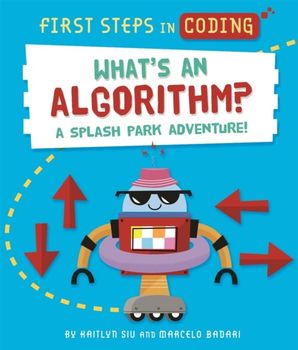 FIRST STEPS IN CODING
WHAT'S AN
ALGORITHM?
A SPLASH PARK ADVENTURE!
BY KAITLYN SIU AND MARCELO BADARI